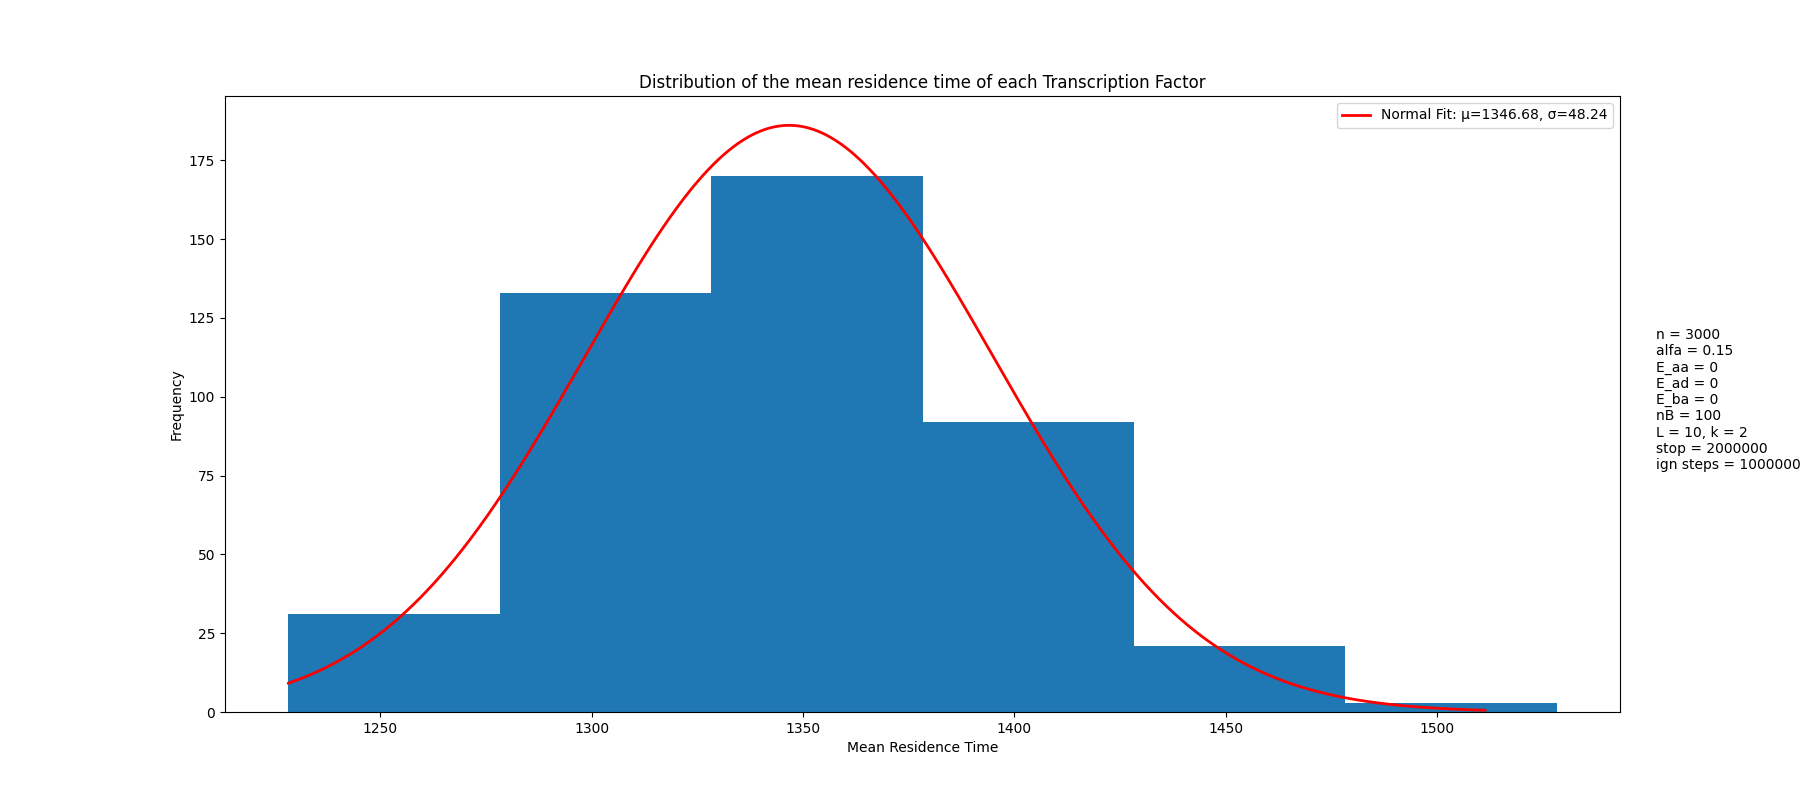 Distribution of the mean residence time of each Transcription Factor
Normal Fit: μ=1346.68, σ=48.24
175
150
125
100
75
50
25
0
Frequency
1250
1300
1350
1400
1450
1500
Mean Residence Time
n = 3000
alfa = 0.15
E_aa = 0
E_ad = 0
E_ba = 0
nB = 100
L = 10, k = 2
stop = 2000000
ign steps = 1000000